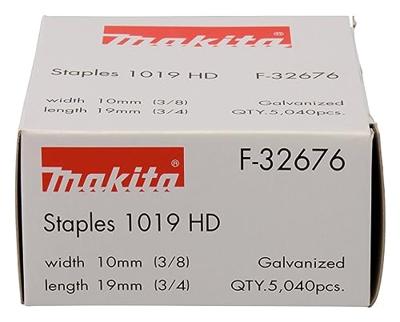 makita®
Staples 1019 HD F-32676
width 10mm (3/8) Galvanized
length 19mm (3/4) QTY.5,040pcs.
makita® F-32676
Staples 1019 HD
width 10mm (3/8) Galvanized
length 19mm (3/4) QTY.5,040pcs.